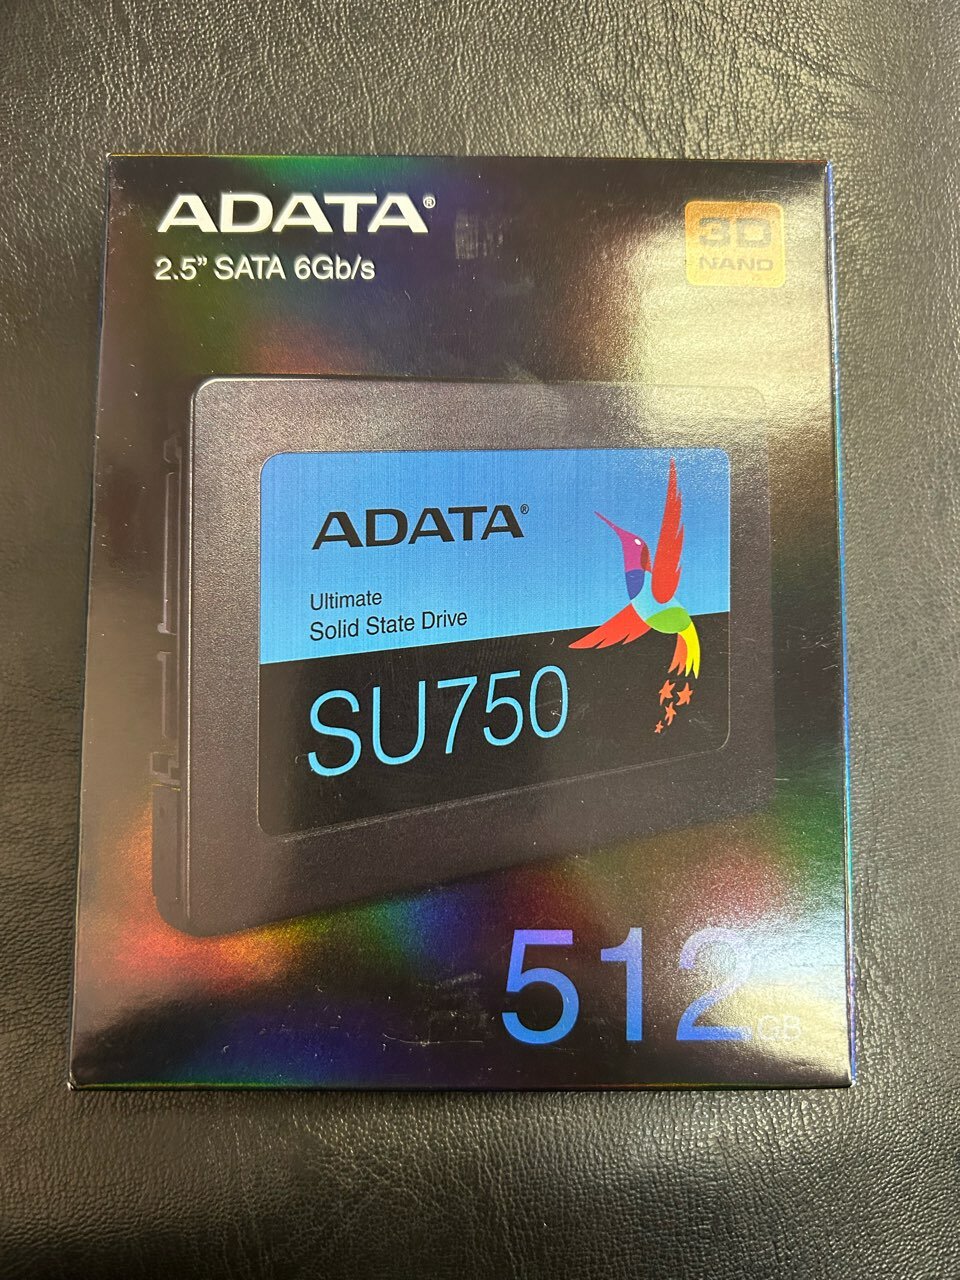 ADATA®
2.5” SATA 6Gb/s
3D
NAND
ADATA®
Ultimate
Solid State Drive
SU750
512GB